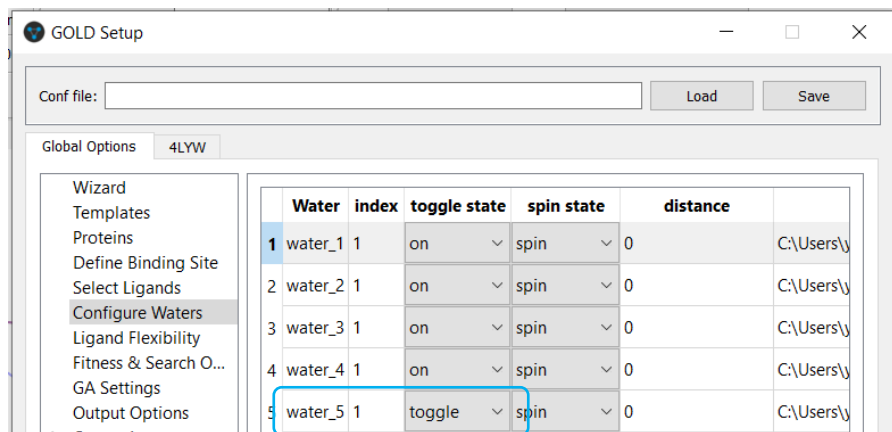 GOLD Setup
Conf file: Load Save
Global Options 4LYW
Wizard
Templates
Proteins
Define Binding Site
Select Ligands
Configure Waters
Ligand Flexibility
Fitness & Search O...
GA Settings
Output Options
Water index toggle state spin state distance
1 water_1 1 on spin 0 C:\Users\y
2 water_2 1 on spin 0 C:\Users\y
3 water_3 1 on spin 0 C:\Users\y
4 water_4 1 on spin 0 C:\Users\y
5 water_5 1 toggle spin 0 C:\Users\y